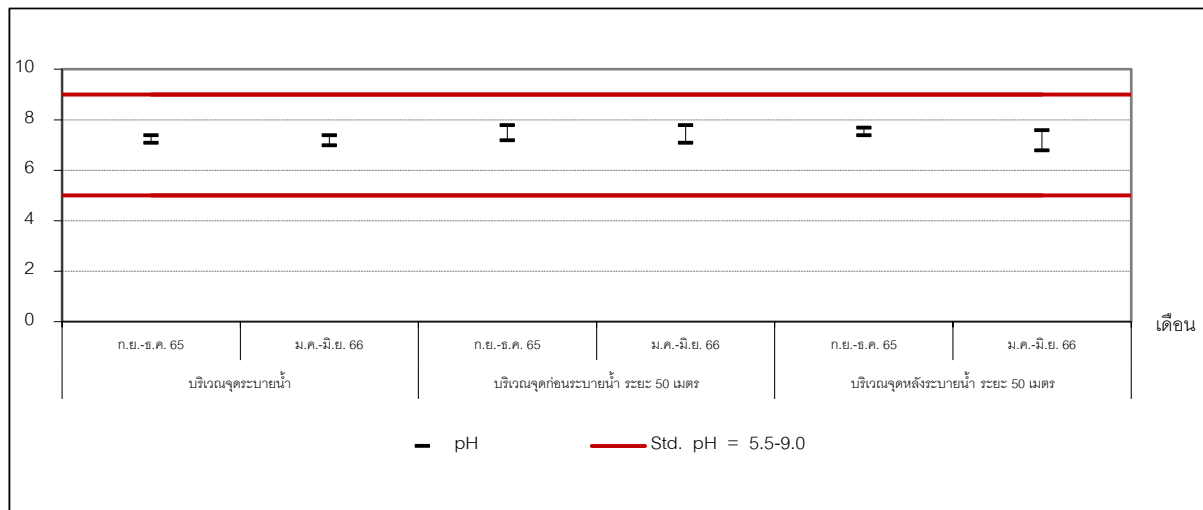 10
8
6
4
2
0
เดือน
ก.ย.-ธ.ค. 65 ม.ค.-มิ.ย. 66 ก.ย.-ธ.ค. 65 ม.ค.-มิ.ย. 66 ก.ย.-ธ.ค. 65 ม.ค.-มิ.ย. 66
บริเวณจุดระบายน้ำ บริเวณจุดก่อนระบายน้ำ ระยะ 50 เมตร บริเวณจุดหลังระบายน้ำ ระยะ 50 เมตร
pH Std. pH = 5.5-9.0